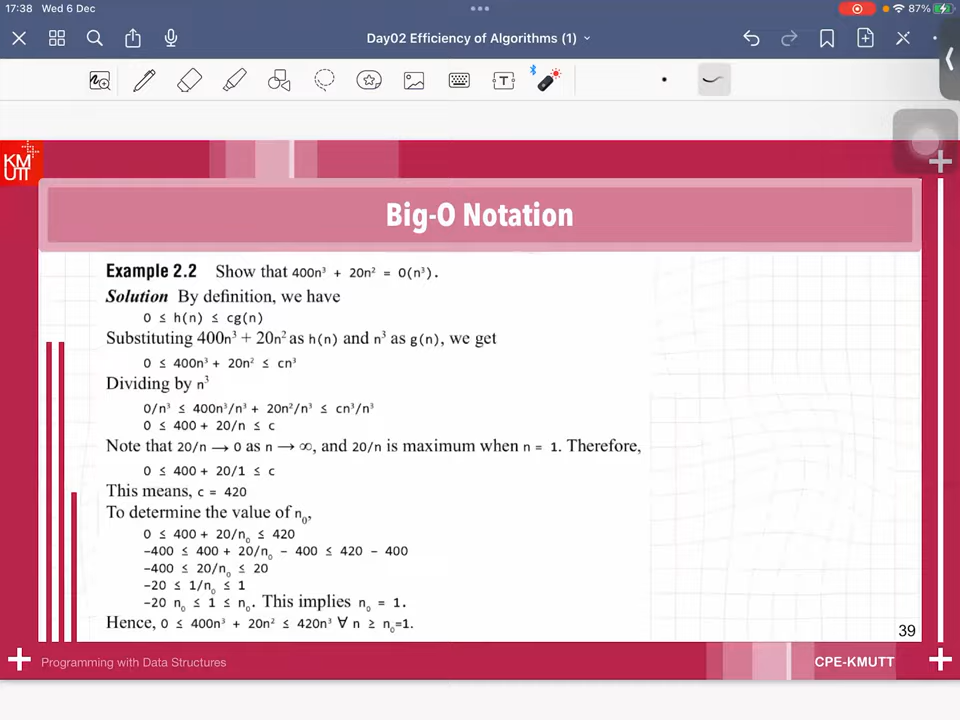 17:38 Wed 6 Dec
87%
Day02 Efficiency of Algorithms (1)
T
KM
UTT
Big-O Notation
Example 2.2 Show that 400n³ + 20n² = O(n³).
Solution By definition, we have
0 ≤ h(n) ≤ cg(n)
Substituting 400n³ + 20n² as h(n) and n³ as g(n), we get
0 ≤ 400n³ + 20n² ≤ cn³
Dividing by n³
0/n³ ≤ 400n³/n³ + 20n²/n³ ≤ cn³/n³
0 ≤ 400 + 20/n ≤ c
Note that 20/n → 0 as n → ∞, and 20/n is maximum when n = 1. Therefore,
0 ≤ 400 + 20/1 ≤ c
This means, c = 420
To determine the value of n₀,
0 ≤ 400 + 20/n₀ ≤ 420
−400 ≤ 400 + 20/n₀ − 400 ≤ 420 − 400
−400 ≤ 20/n₀ ≤ 20
−20 ≤ 1/n₀ ≤ 1
−20 n₀ ≤ 1 ≤ n₀. This implies n₀ = 1.
Hence, 0 ≤ 400n³ + 20n² ≤ 420n³ ∀ n ≥ n₀=1.
39
Programming with Data Structures
CPE-KMUTT